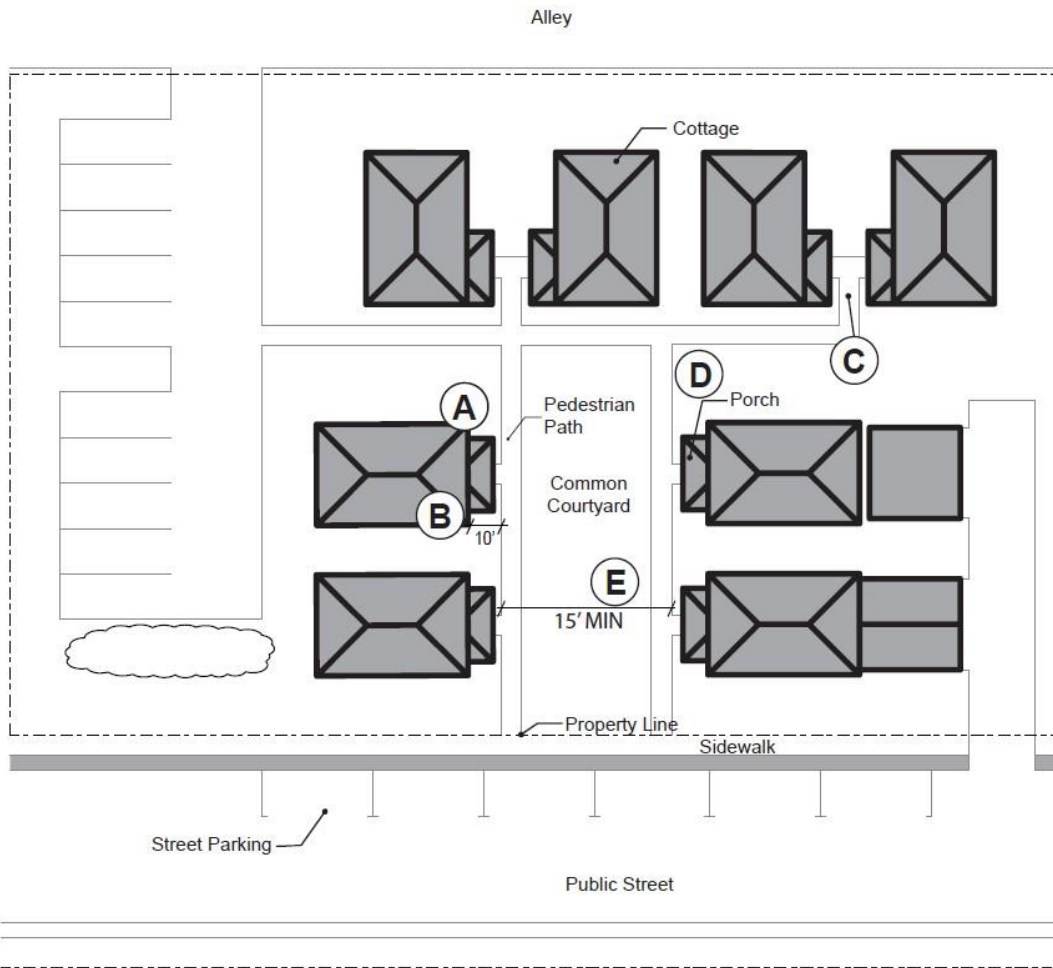 Alley
Cottage
C
D
A
Porch
Pedestrian
Path
Common
Courtyard
B
10'
E
15' MIN
Property Line
Sidewalk
Street Parking
Public Street